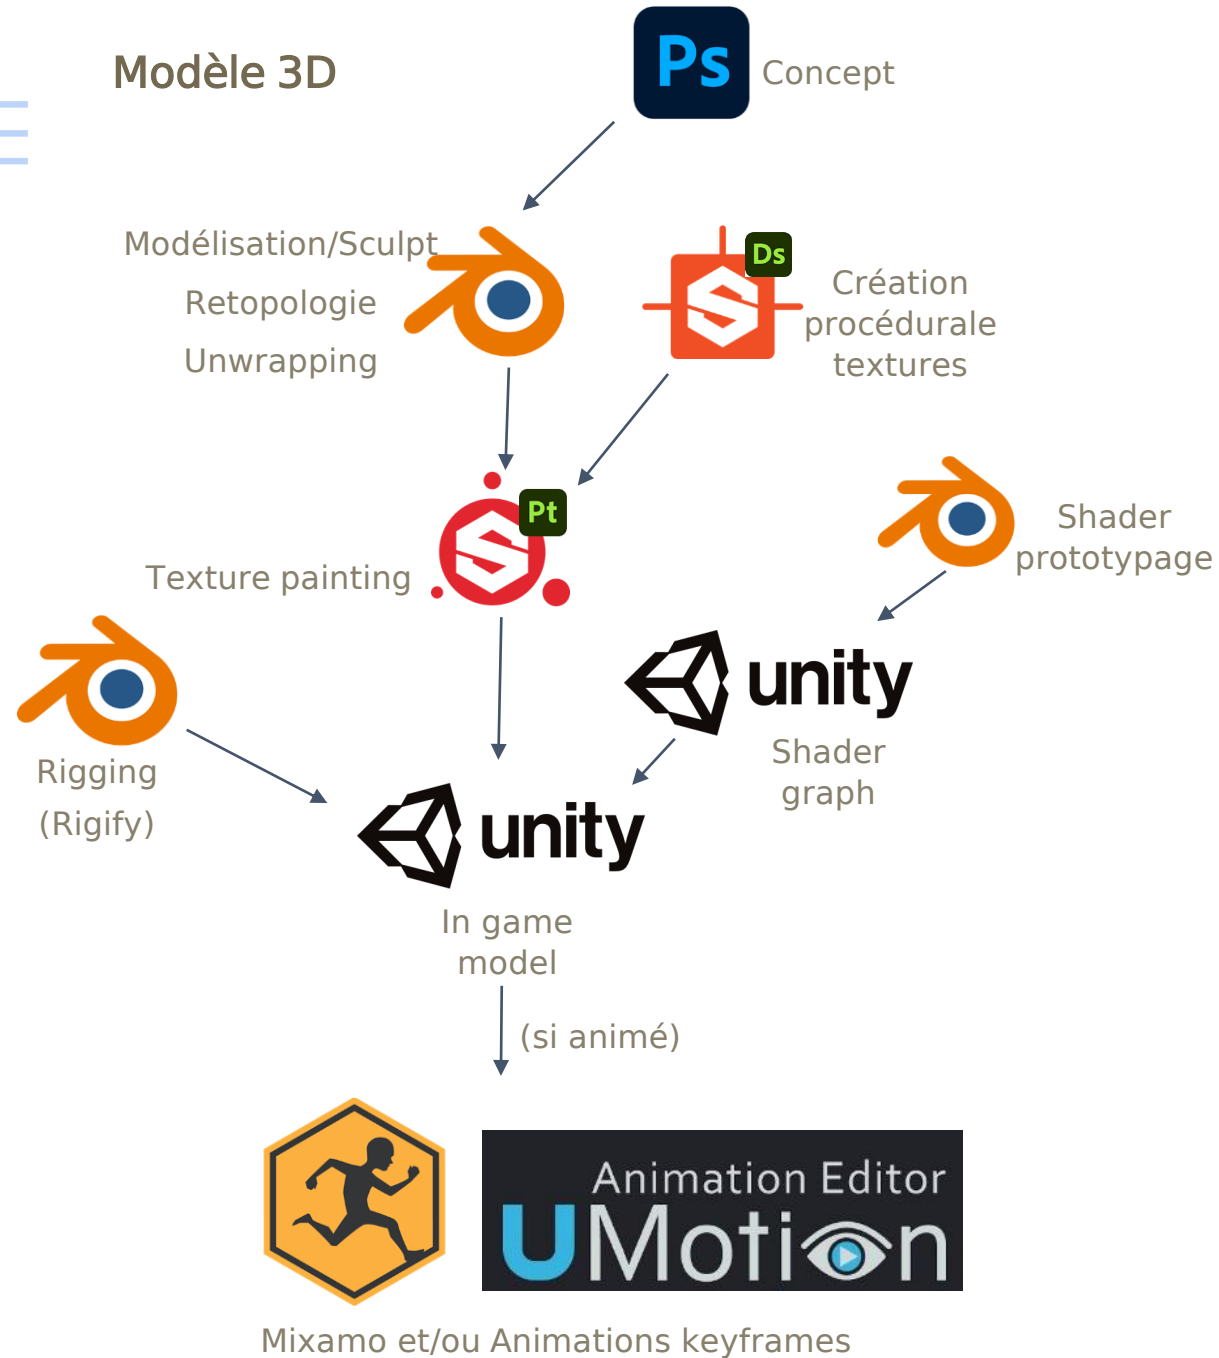 Modèle 3D
Ps
Concept
Modélisation/Sculpt
Retopologie
Unwrapping
Ds
Création
procédurale
textures
Pt
Texture painting
Shader
prototypage
unity
Shader
graph
Rigging
(Rigify)
unity
In game
model
(si animé)
Animation Editor
UMotion
Mixamo et/ou Animations keyframes